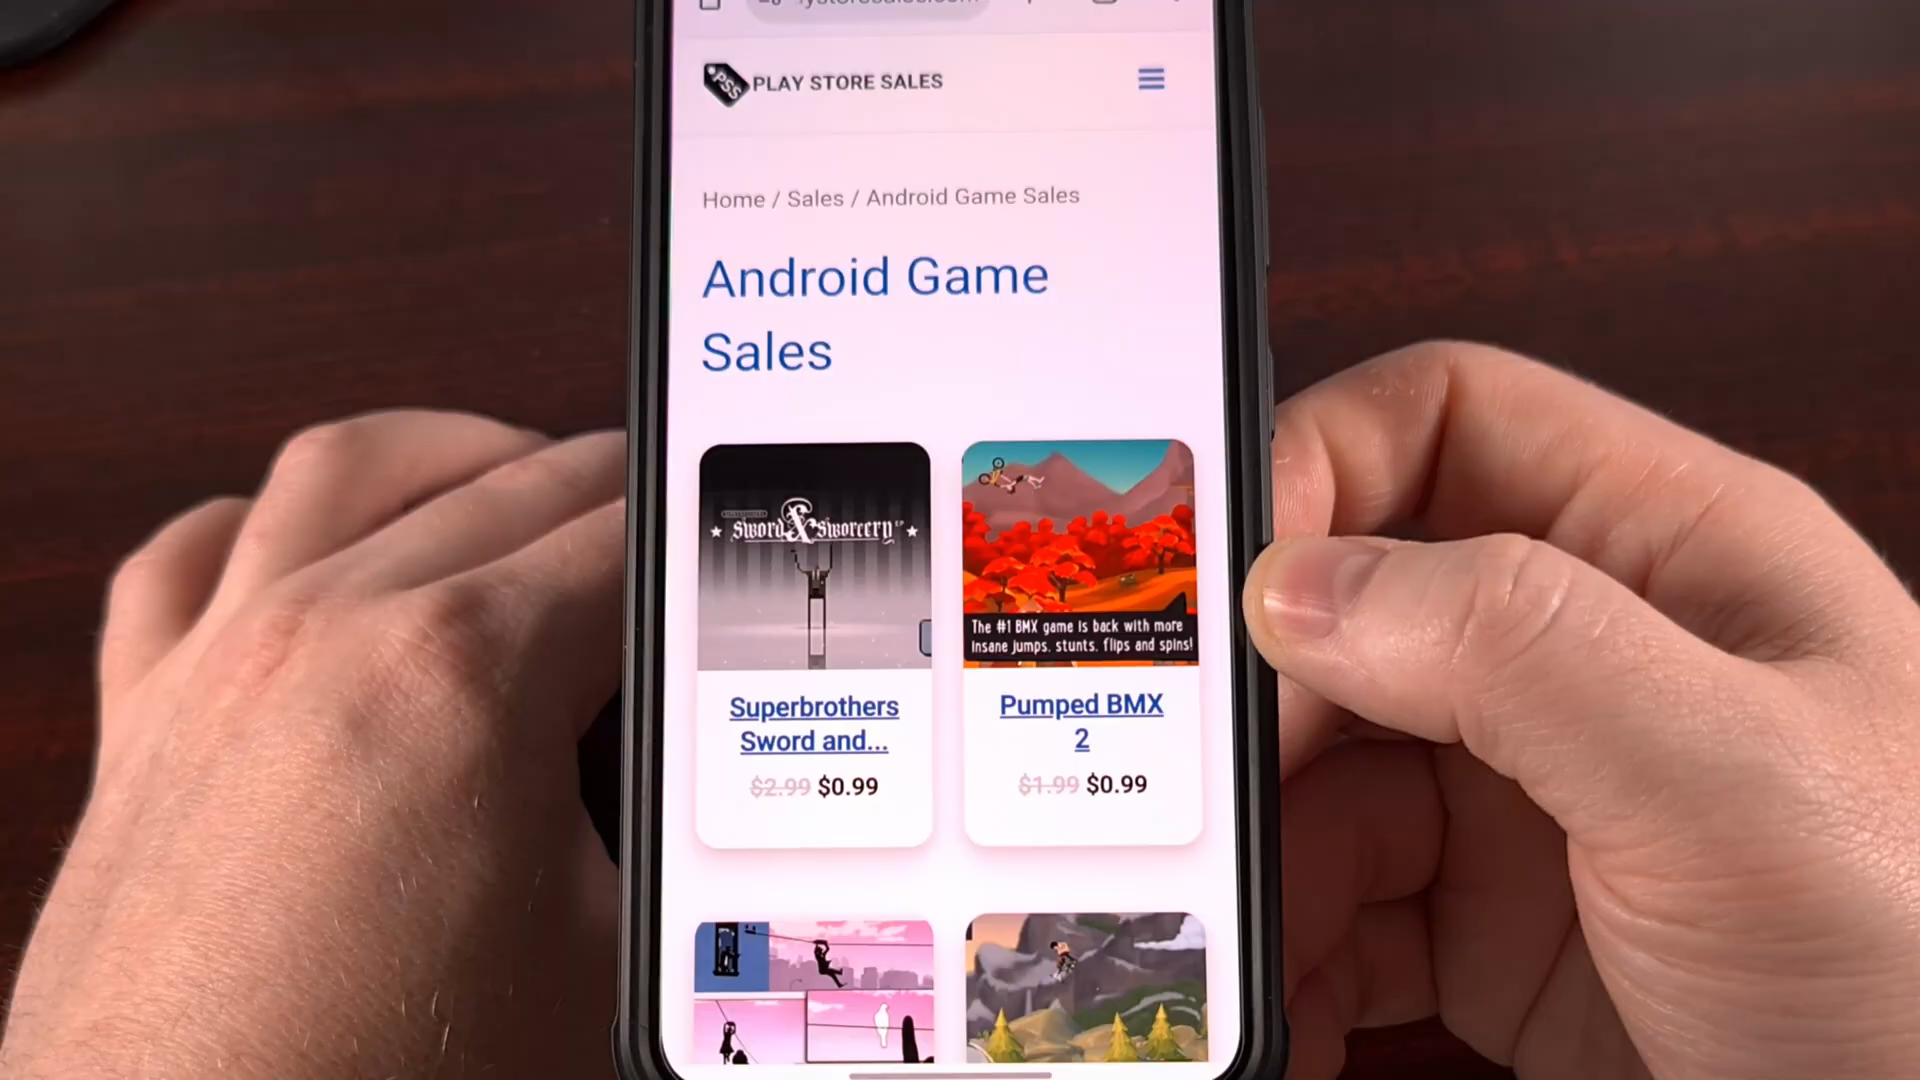 PSS PLAY STORE SALES
Home / Sales / Android Game Sales
Android Game
Sales
Sword & Sworcery EP
The #1 BMX game is back with more
insane jumps, stunts, flips and spins!
Superbrothers
Sword and...
$2.99 $0.99
Pumped BMX
2
$1.99 $0.99